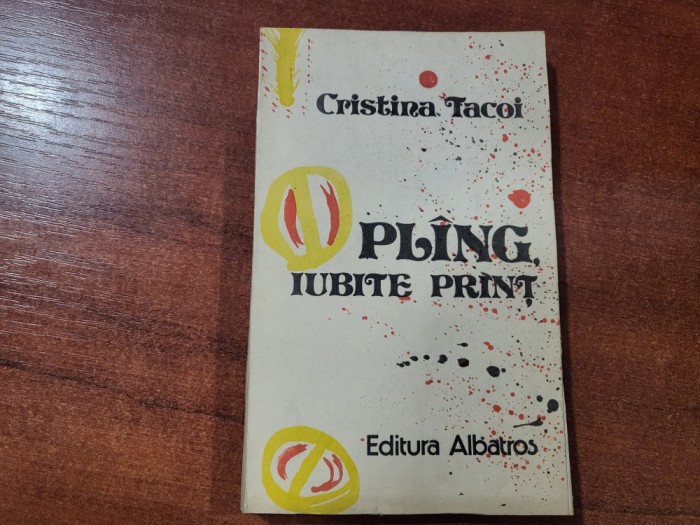 Cristina Tacoi
PLÎNG,
IUBITE PRINȚ
Editura Albatros